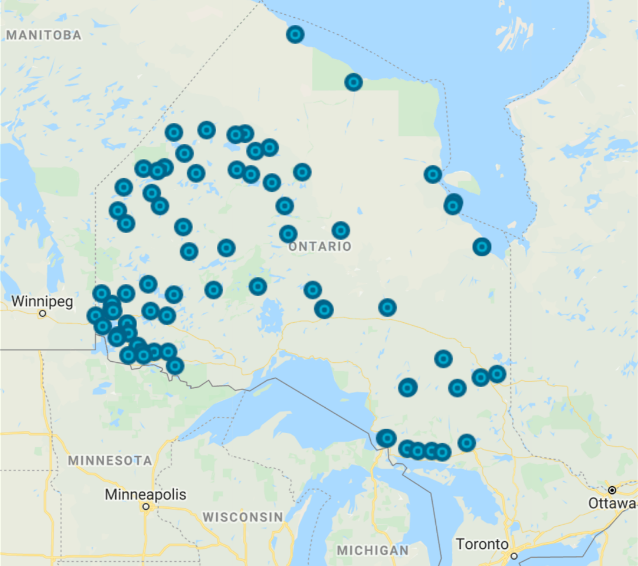 MANITOBA
ONTARIO
Winnipeg
MINNESOTA
Minneapolis
Ottawa
WISCONSIN
Toronto
MICHIGAN